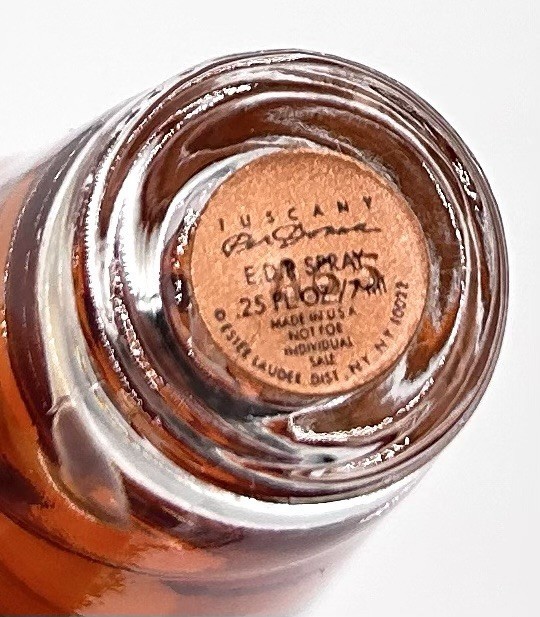 TUSCANY
Per Donna
E.D.P. SPRAY
.25 FL.OZ./7 ml
MADE IN U.S.A.
NOT FOR
INDIVIDUAL
SALE
© ESTEE LAUDER, DIST. NY, NY 10022